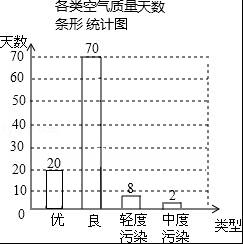 各类空气质量天数
条形 统计图
天数
70
60
50
40
30
20
10
0
20
70
8
2
优
良
轻度
污染
中度
污染
类型